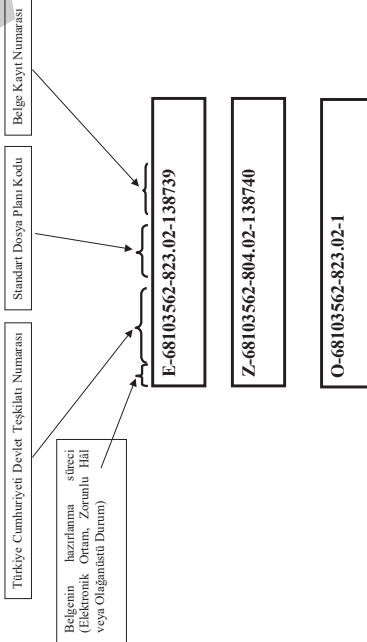 Türkiye Cumhuriyeti Devlet Teşkilatı Numarası
Standart Dosya Planı Kodu
Belge Kayıt Numarası
Belgenin hazırlanma süreci
(Elektronik Ortam, Zorunlu Hâl
veya Olağanüstü Durum)
E-68103562-823.02-138739
Z-68103562-804.02-138740
O-68103562-823.02-1